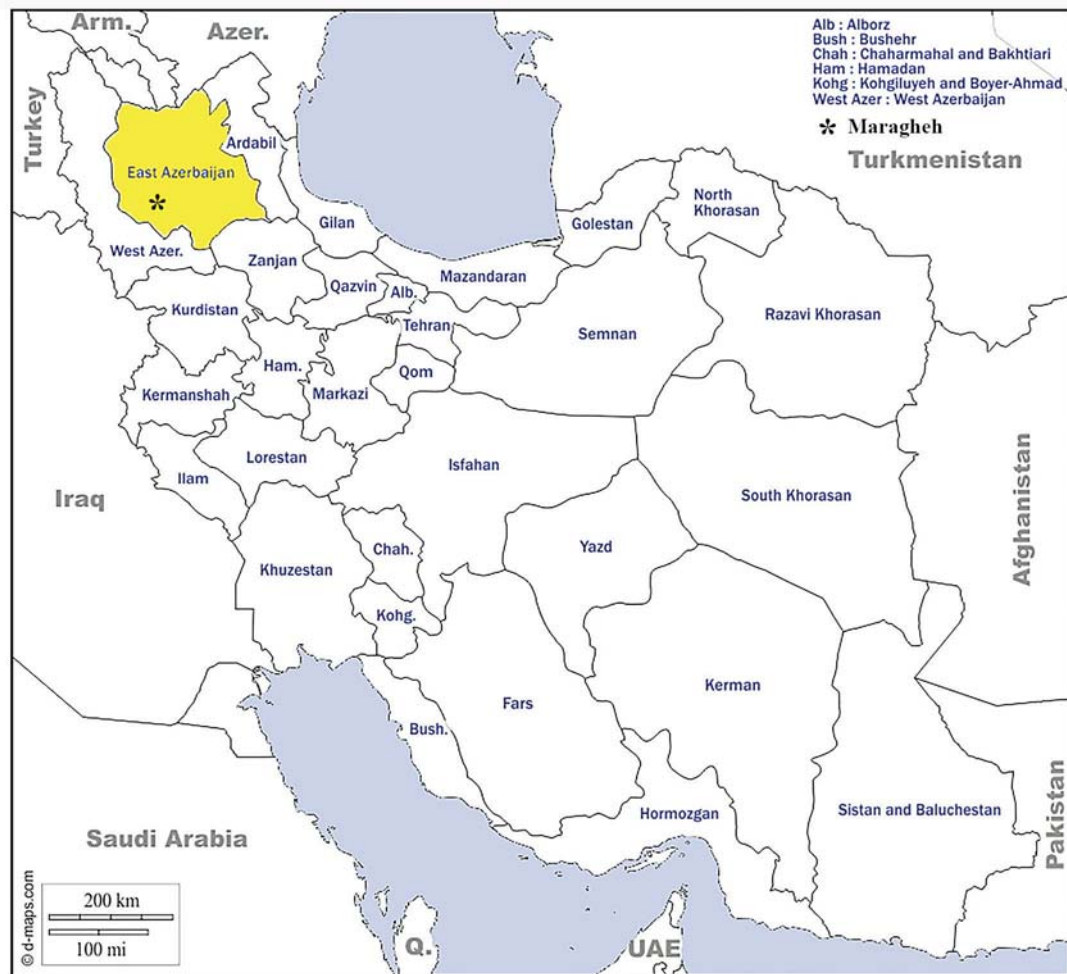 Arm.
Azer.
Alb : Alborz
Bush : Bushehr
Chah : Chaharmahal and Bakhtiari
Ham : Hamadan
Kohg : Kohgiluyeh and Boyer-Ahmad
West Azer : West Azerbaijan
* Maragheh
Turkey
Turkmenistan
Ardabil
East Azerbaijan
*
North
Khorasan
Gilan
Golestan
West Azer.
Zanjan
Mazandaran
Qazvin
Alb.
Kurdistan
Tehran
Semnan
Razavi Khorasan
Ham.
Qom
Kermanshah
Markazi
Lorestan
Isfahan
Ilam
Iraq
South Khorasan
Afghanistan
Chah.
Yazd
Khuzestan
Kohg.
Kerman
Fars
Bush.
Hormozgan
Sistan and Baluchestan
Pakistan
Saudi Arabia
200 km
100 mi
© d-maps.com
Q.
UAE